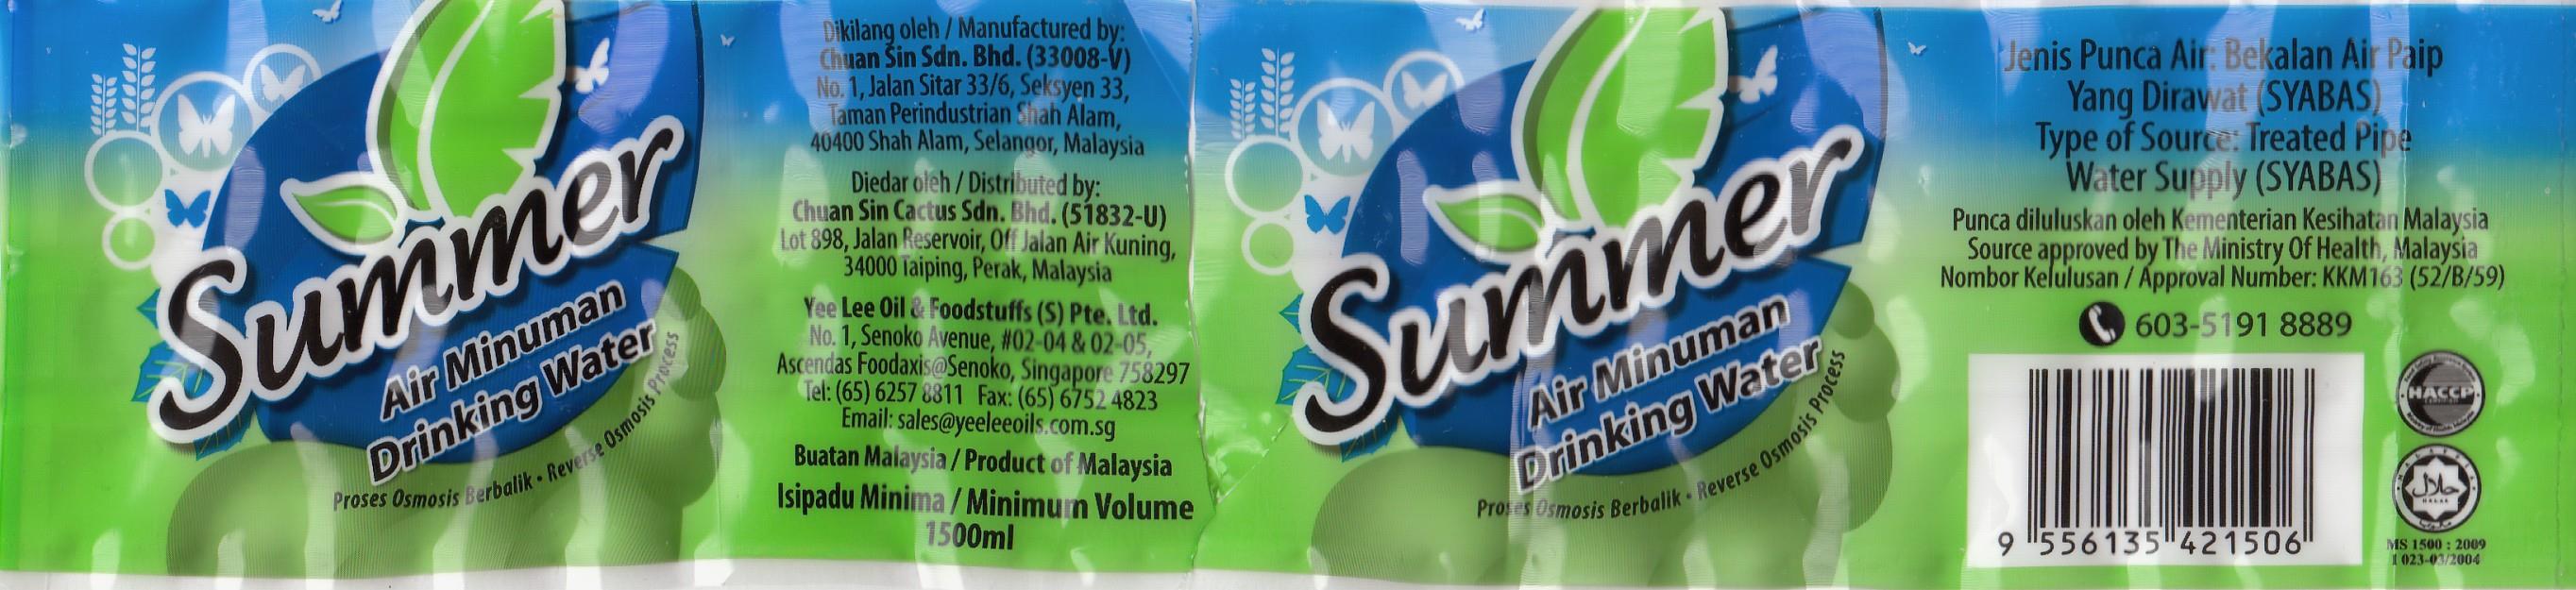 Summer
Air Minuman
Drinking Water
Proses Osmosis Berbalik • Reverse Osmosis Process
Dikilang oleh / Manufactured by:
Chuan Sin Sdn. Bhd. (33008-V)
No. 1, Jalan Sitar 33/6, Seksyen 33,
Taman Perindustrian Shah Alam,
40400 Shah Alam, Selangor, Malaysia
Diedar oleh / Distributed by:
Chuan Sin Cactus Sdn. Bhd. (51832-U)
Lot 898, Jalan Reservoir, Off Jalan Air Kuning,
34000 Taiping, Perak, Malaysia
Yee Lee Oil & Foodstuffs (S) Pte. Ltd.
No. 1, Senoko Avenue, #02-04 & 02-05,
Ascendas Foodaxis@Senoko, Singapore 758297
Tel: (65) 6257 8811 Fax: (65) 6752 4823
Email: sales@yeeleeoils.com.sg
Buatan Malaysia / Product of Malaysia
Isipadu Minima / Minimum Volume
1500ml
Summer
Air Minuman
Drinking Water
Proses Osmosis Berbalik • Reverse Osmosis Process
Jenis Punca Air: Bekalan Air Paip
Yang Dirawat (SYABAS)
Type of Source: Treated Pipe
Water Supply (SYABAS)
Punca diluluskan oleh Kementerian Kesihatan Malaysia
Source approved by The Ministry Of Health, Malaysia
Nombor Kelulusan / Approval Number: KKM163 (52/B/59)
603-5191 8889
9 556135 421506
HACCP
MALAYSIA
حلال
HALAL
MS 1500 : 2009
1 023-03/2004